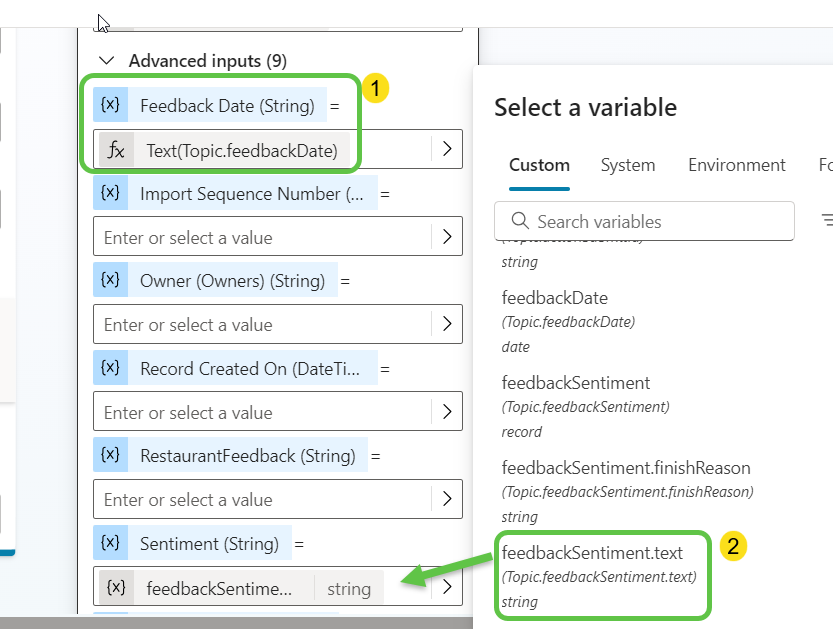 Advanced inputs (9)
{x} Feedback Date (String) =
1
fx Text(Topic.feedbackDate)
{x} Import Sequence Number (... =
Enter or select a value
{x} Owner (Owners) (String) =
Enter or select a value
{x} Record Created On (DateTi... =
Enter or select a value
{x} RestaurantFeedback (String) =
Enter or select a value
{x} Sentiment (String) =
{x} feedbackSentime... string
Select a variable
Custom System Environment Fo
Search variables
string
feedbackDate
(Topic.feedbackDate)
date
feedbackSentiment
(Topic.feedbackSentiment)
record
feedbackSentiment.finishReason
(Topic.feedbackSentiment.finishReason)
string
feedbackSentiment.text
2
(Topic.feedbackSentiment.text)
string